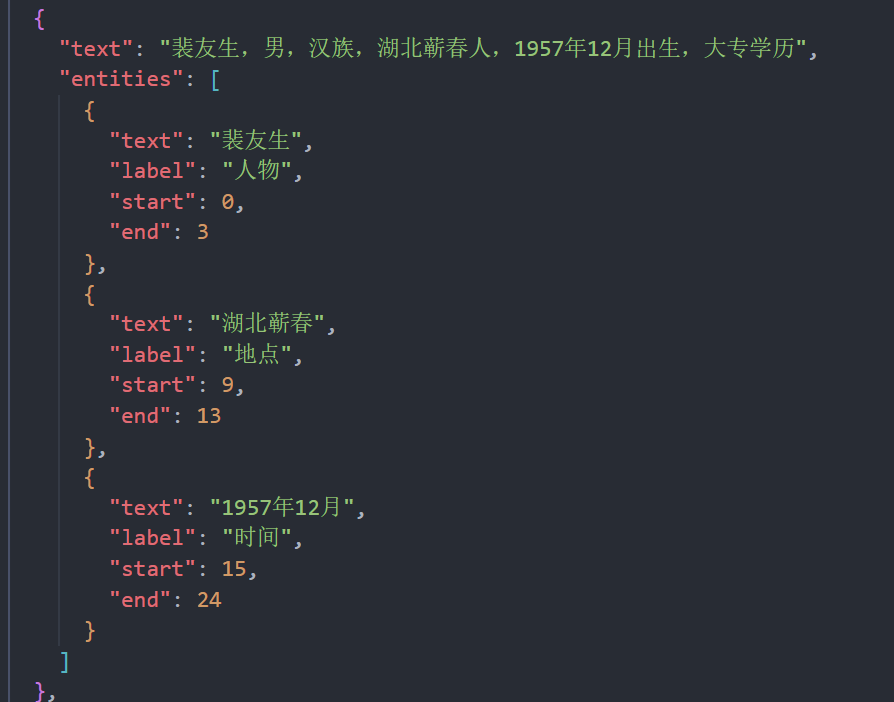 {
"text": "裴友生，男，汉族，湖北蕲春人，1957年12月出生，大专学历",
"entities": [
{
"text": "裴友生",
"label": "人物",
"start": 0,
"end": 3
},
{
"text": "湖北蕲春",
"label": "地点",
"start": 9,
"end": 13
},
{
"text": "1957年12月",
"label": "时间",
"start": 15,
"end": 24
}
]
},